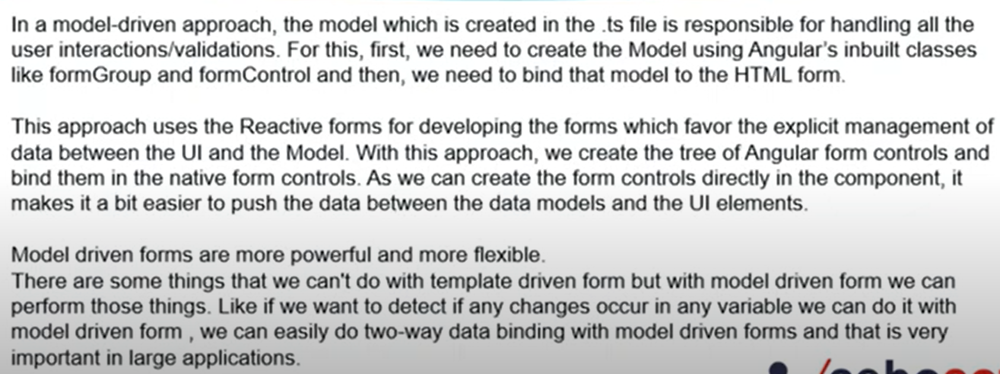 In a model-driven approach, the model which is created in the .ts file is responsible for handling all the
user interactions/validations. For this, first, we need to create the Model using Angular's inbuilt classes
like formGroup and formControl and then, we need to bind that model to the HTML form.
This approach uses the Reactive forms for developing the forms which favor the explicit management of
data between the UI and the Model. With this approach, we create the tree of Angular form controls and
bind them in the native form controls. As we can create the form controls directly in the component, it
makes it a bit easier to push the data between the data models and the UI elements.
Model driven forms are more powerful and more flexible.
There are some things that we can't do with template driven form but with model driven form we can
perform those things. Like if we want to detect if any changes occur in any variable we can do it with
model driven form , we can easily do two-way data binding with model driven forms and that is very
important in large applications.